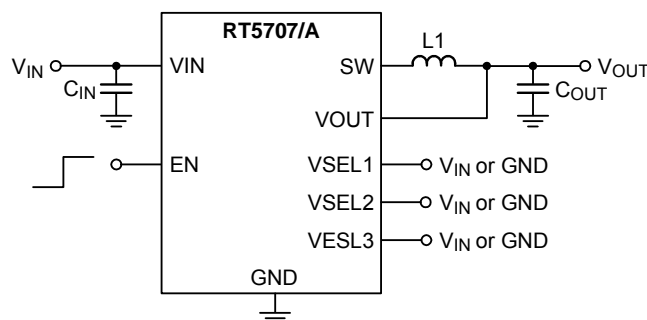 RT5707/A
L1
VIN
VIN
SW
VOUT
CIN
COUT
VOUT
EN
VSEL1
VIN or GND
VSEL2
VIN or GND
VESL3
VIN or GND
GND